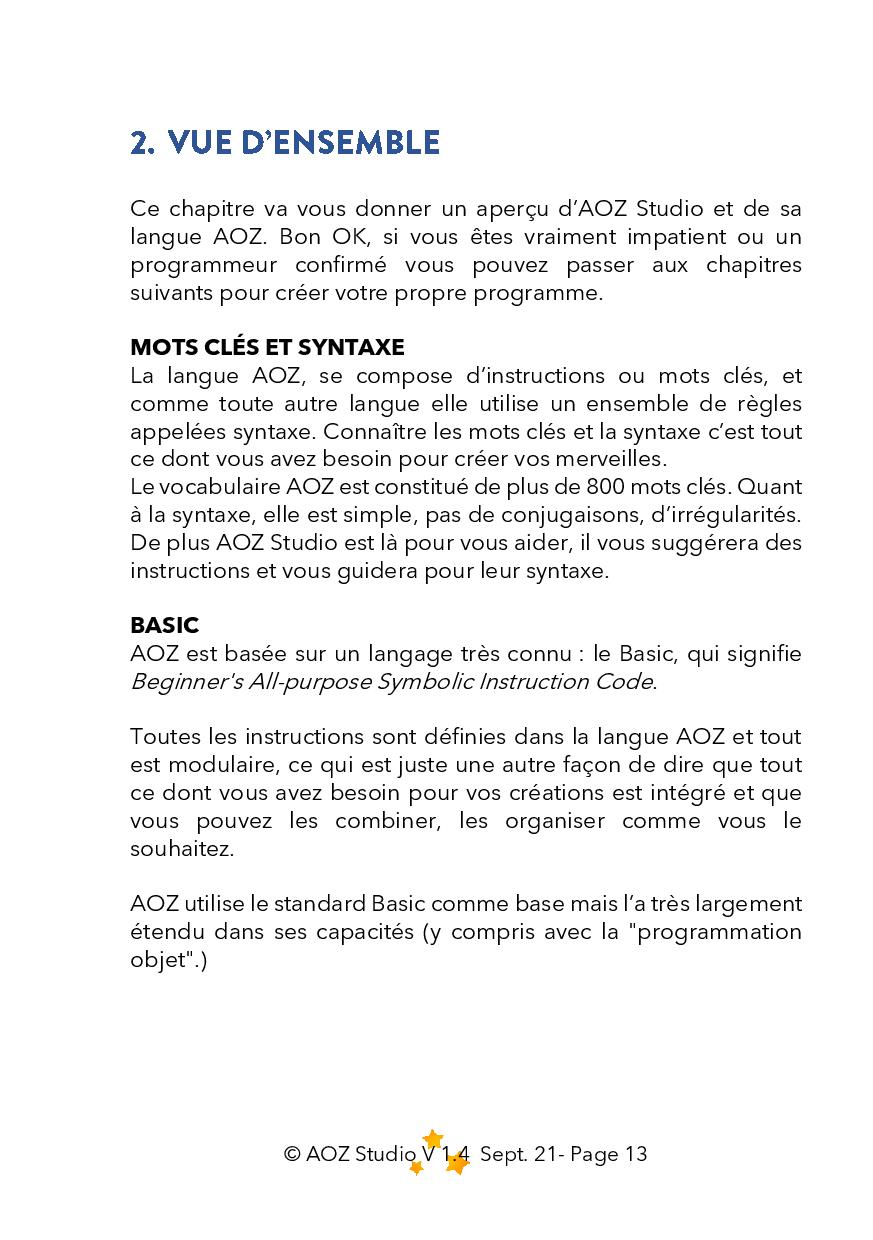 2. VUE D’ENSEMBLE
Ce chapitre va vous donner un aperçu d’AOZ Studio et de sa
langue AOZ. Bon OK, si vous êtes vraiment impatient ou un
programmeur confirmé vous pouvez passer aux chapitres
suivants pour créer votre propre programme.
MOTS CLÉS ET SYNTAXE
La langue AOZ, se compose d’instructions ou mots clés, et
comme toute autre langue elle utilise un ensemble de règles
appelées syntaxe. Connaître les mots clés et la syntaxe c’est tout
ce dont vous avez besoin pour créer vos merveilles.
Le vocabulaire AOZ est constitué de plus de 800 mots clés. Quant
à la syntaxe, elle est simple, pas de conjugaisons, d’irrégularités.
De plus AOZ Studio est là pour vous aider, il vous suggérera des
instructions et vous guidera pour leur syntaxe.
BASIC
AOZ est basée sur un langage très connu : le Basic, qui signifie
Beginner's All-purpose Symbolic Instruction Code.
Toutes les instructions sont définies dans la langue AOZ et tout
est modulaire, ce qui est juste une autre façon de dire que tout
ce dont vous avez besoin pour vos créations est intégré et que
vous pouvez les combiner, les organiser comme vous le
souhaitez.
AOZ utilise le standard Basic comme base mais l’a très largement
étendu dans ses capacités (y compris avec la "programmation
objet".)
© AOZ Studio V 1.4 Sept. 21- Page 13